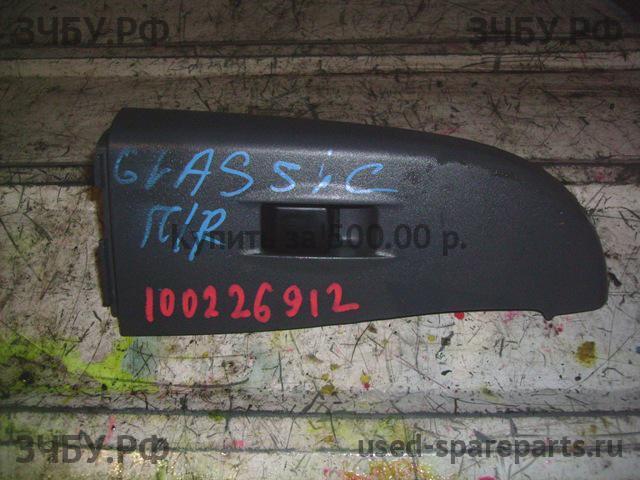 ЗЧБУ.РФ ЗЧБУ.РФ
GLASSiC
П/Р
Купить за 500.00 р.
100226912
ЗЧБУ.РФ used-spareparts.ru